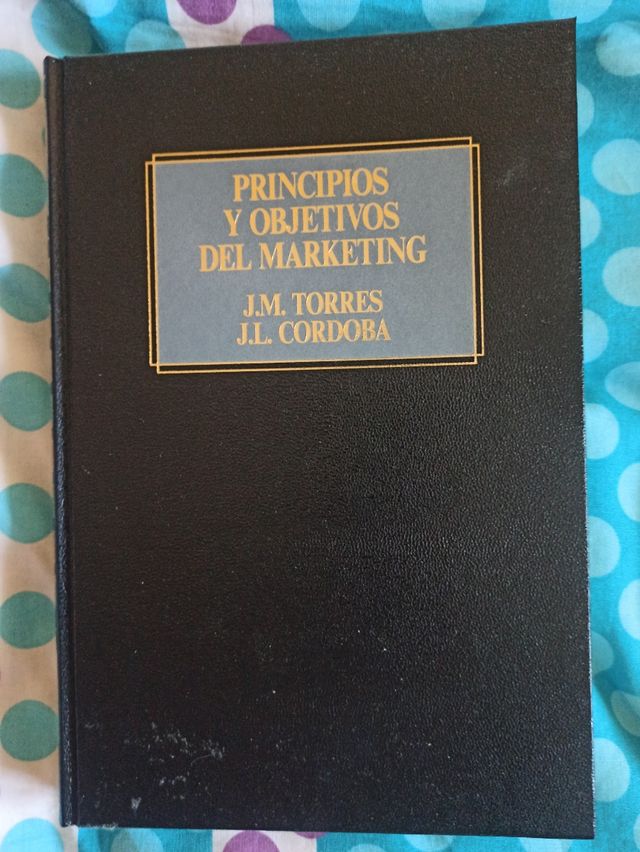 PRINCIPIOS
Y OBJETIVOS
DEL MARKETING
J.M. TORRES
J.L. CORDOBA